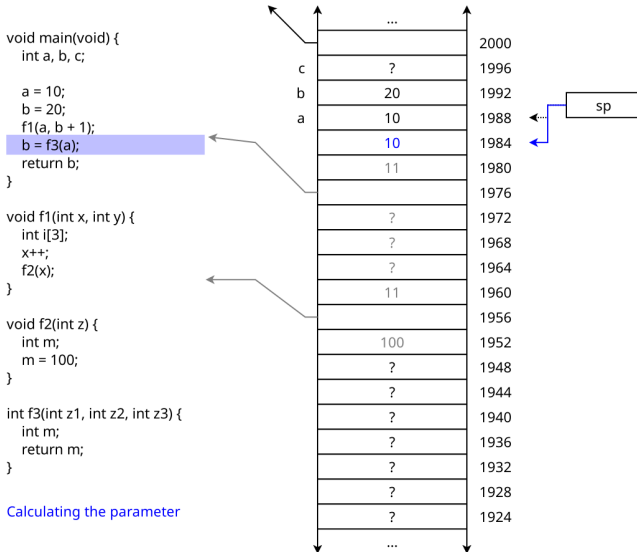 void main(void) {
int a, b, c;
a = 10;
b = 20;
f1(a, b + 1);
b = f3(a);
return b;
}
void f1(int x, int y) {
int i[3];
x++;
f2(x);
}
void f2(int z) {
int m;
m = 100;
}
int f3(int z1, int z2, int z3) {
int m;
return m;
}
Calculating the parameter
...
2000
c ? 1996
b 20 1992
a 10 1988
10 1984
11 1980
1976
? 1972
? 1968
? 1964
11 1960
1956
100 1952
? 1948
? 1944
? 1940
? 1936
? 1932
? 1928
? 1924
...
sp